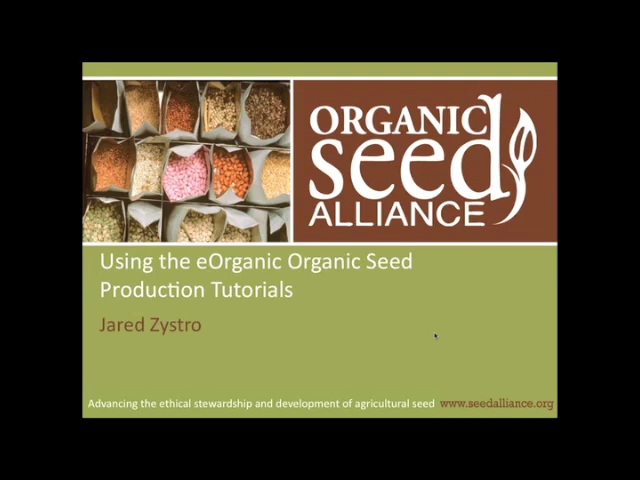 ORGANIC
seed
ALLIANCE
Using the eOrganic Organic Seed
Production Tutorials
Jared Zystro
Advancing the ethical stewardship and development of agricultural seed www.seedalliance.org